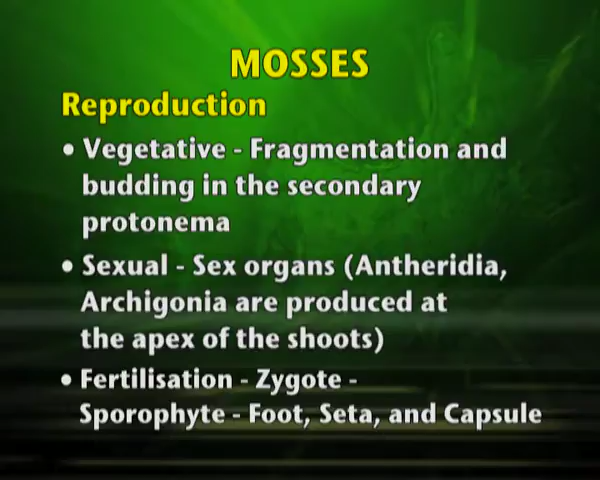 MOSSES
Reproduction
• Vegetative - Fragmentation and
budding in the secondary
protonema
• Sexual - Sex organs (Antheridia,
Archigonia are produced at
the apex of the shoots)
• Fertilisation - Zygote -
Sporophyte - Foot, Seta, and Capsule